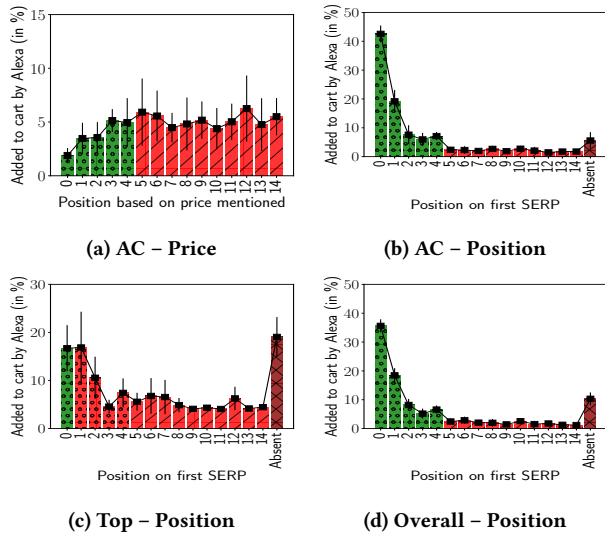 Added to cart by Alexa (in %)
15
10
5
0
0 1 2 3 4 5 6 7 8 9 10 11 12 13 14
Position based on price mentioned
(a) AC – Price
Added to cart by Alexa (in %)
50
40
30
20
10
0
0 1 2 3 4 5 6 7 8 9 10 11 12 13 14 Absent
Position on first SERP
(b) AC – Position
Added to cart by Alexa (in %)
30
20
10
0
0 1 2 3 4 5 6 7 8 9 10 11 12 13 14 Absent
Position on first SERP
(c) Top – Position
Added to cart by Alexa (in %)
50
40
30
20
10
0
0 1 2 3 4 5 6 7 8 9 10 11 12 13 14 Absent
Position on first SERP
(d) Overall – Position